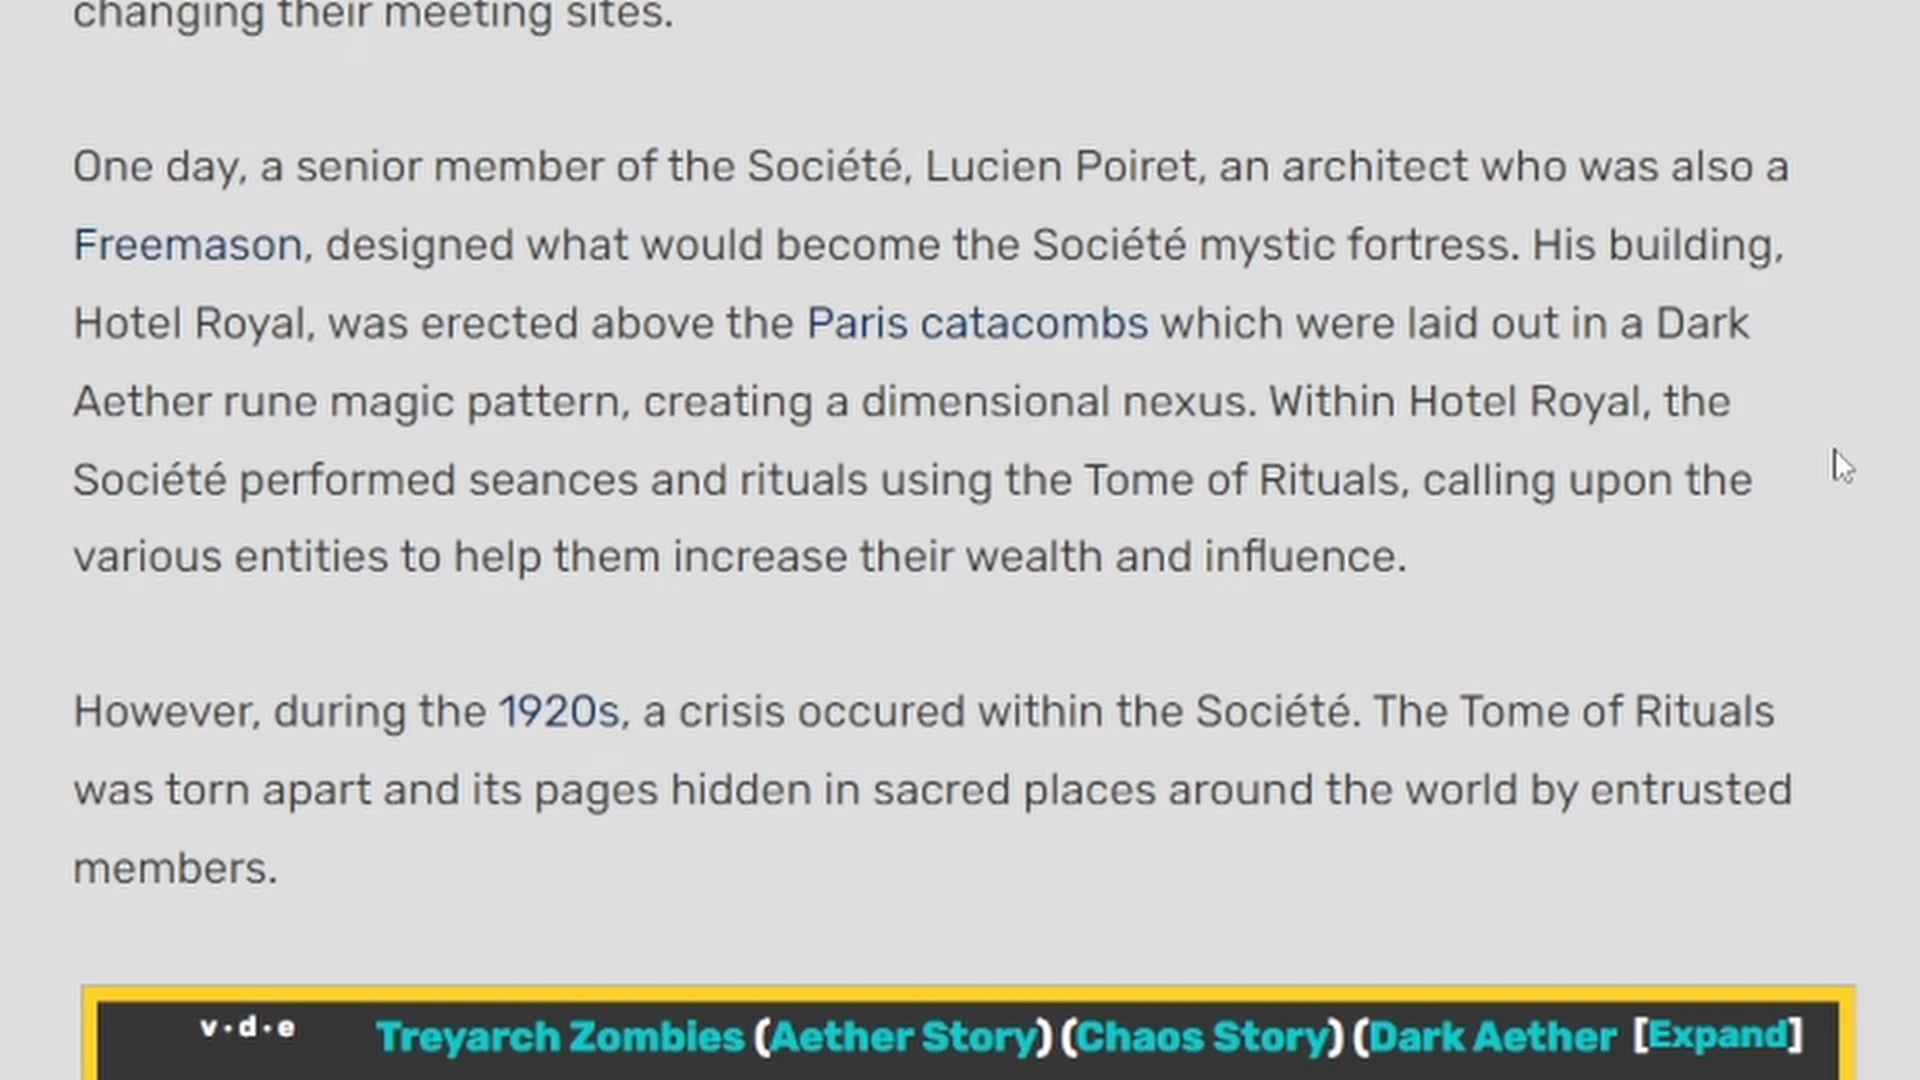 changing their meeting sites.
One day, a senior member of the Société, Lucien Poiret, an architect who was also a
Freemason, designed what would become the Société mystic fortress. His building,
Hotel Royal, was erected above the Paris catacombs which were laid out in a Dark
Aether rune magic pattern, creating a dimensional nexus. Within Hotel Royal, the
Société performed seances and rituals using the Tome of Rituals, calling upon the
various entities to help them increase their wealth and influence.
However, during the 1920s, a crisis occured within the Société. The Tome of Rituals
was torn apart and its pages hidden in sacred places around the world by entrusted
members.
v · d · e Treyarch Zombies (Aether Story) (Chaos Story) (Dark Aether [Expand]